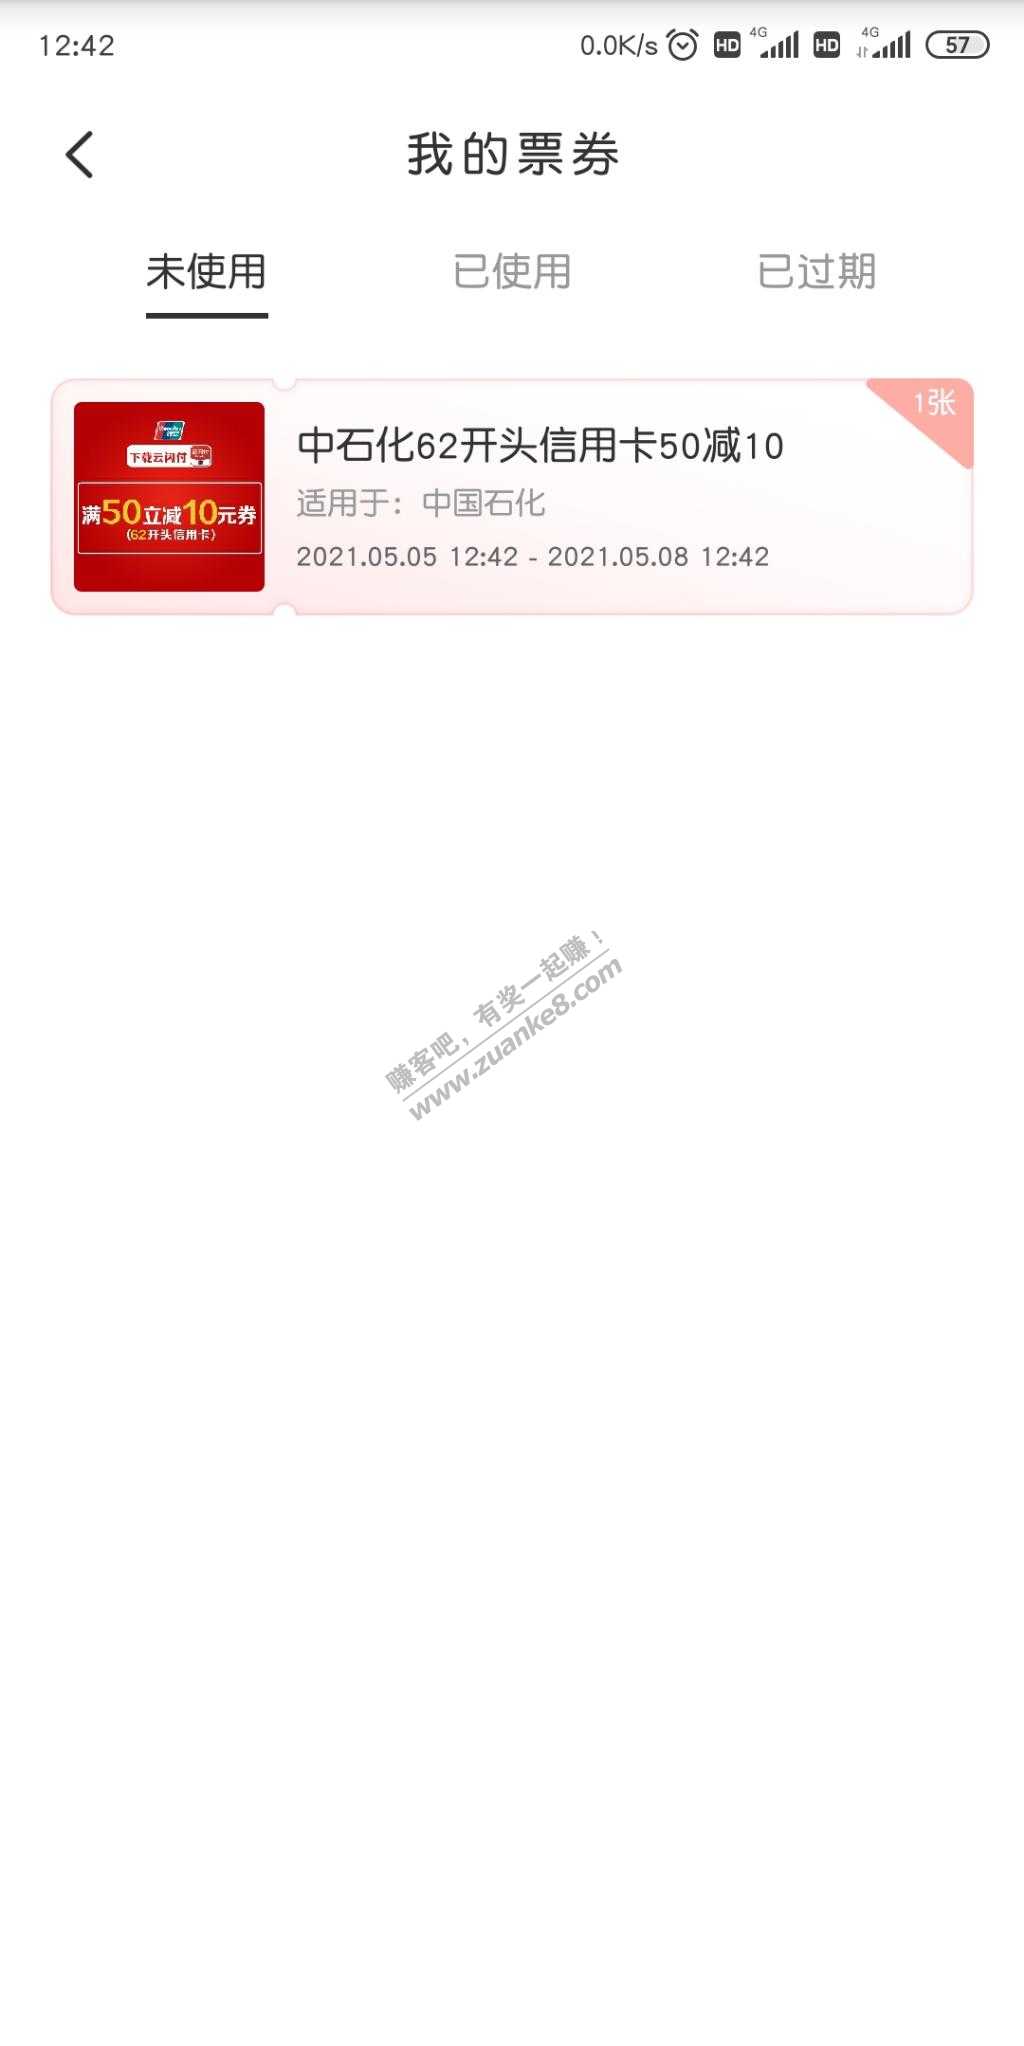 12:42
0.0K/s HD 4G HD 4G 57
我的票券
未使用 已使用 已过期
1张
下载云闪付
满50立减10元券
(62开头信用卡)
中石化62开头信用卡50减10
适用于：中国石化
2021.05.05 12:42 - 2021.05.08 12:42
赚客吧，有奖一起赚！
www.zuanke8.com